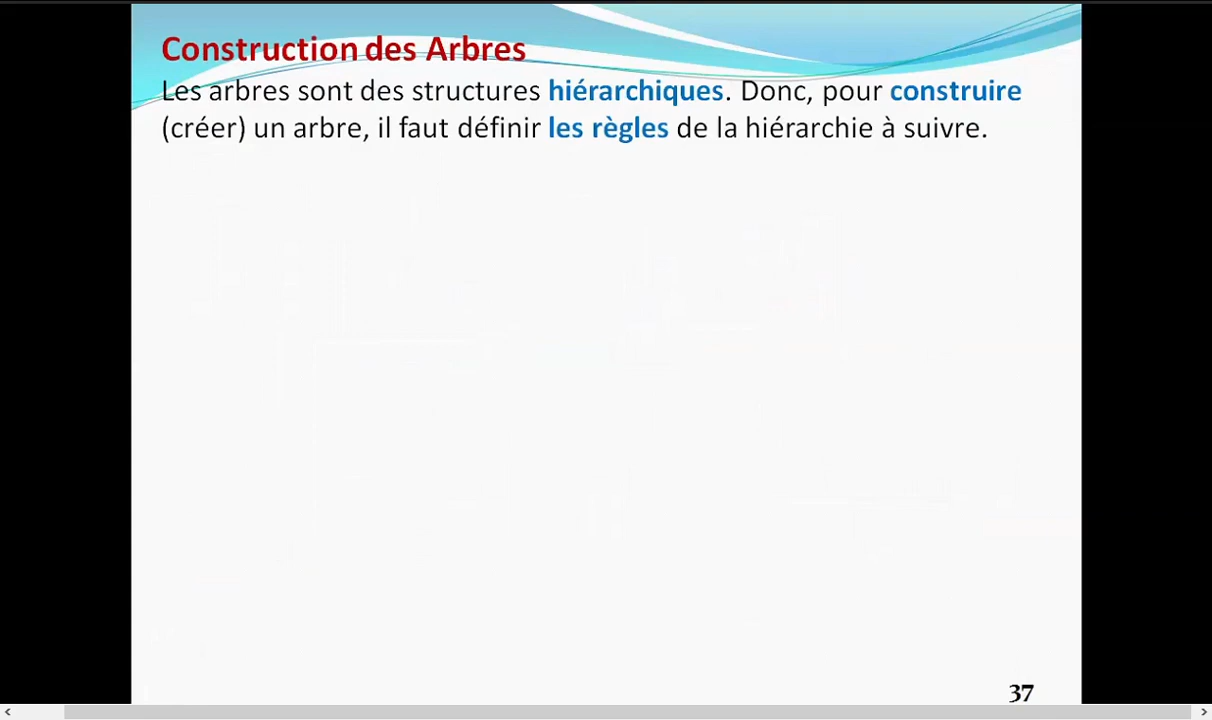 Construction des Arbres
Les arbres sont des structures hiérarchiques. Donc, pour construire
(créer) un arbre, il faut définir les règles de la hiérarchie à suivre.
37